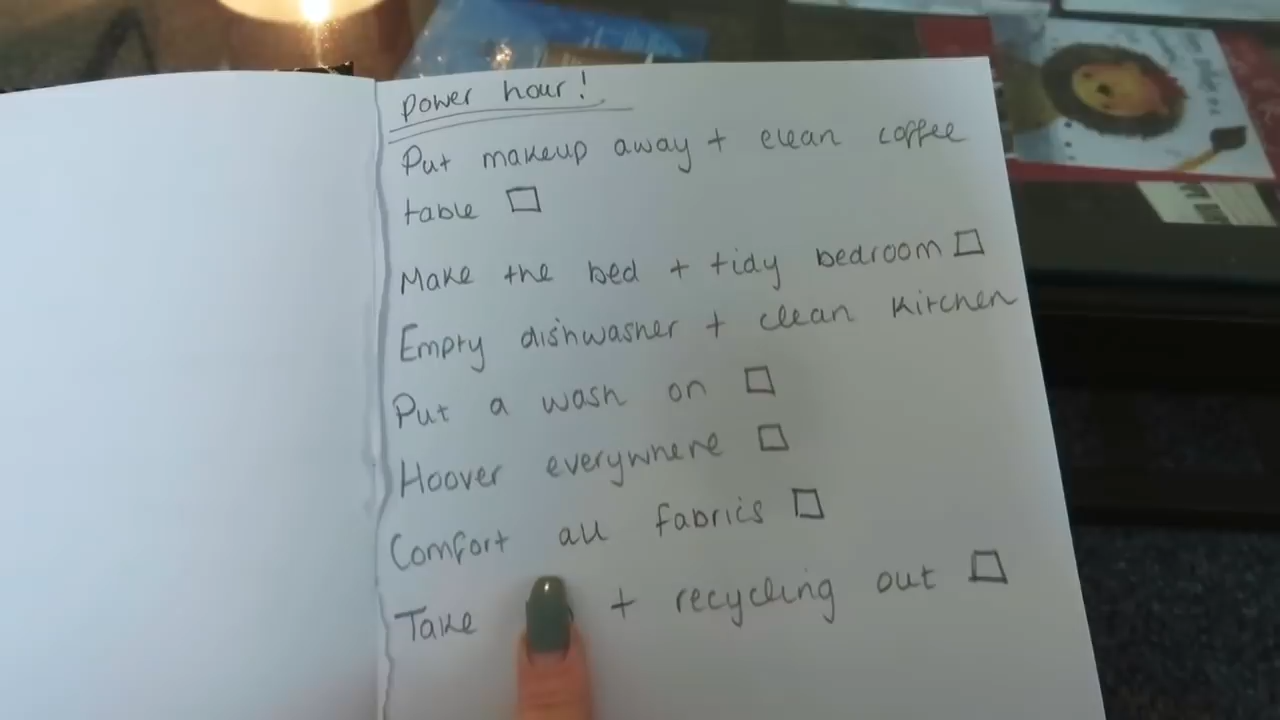 Power hour!
Put makeup away + clean coffee
table
Make the bed + tidy bedroom
Empty dishwasher + clean kitchen
Put a wash on
Hoover everywhere
Comfort all fabrics
Take + recycling out